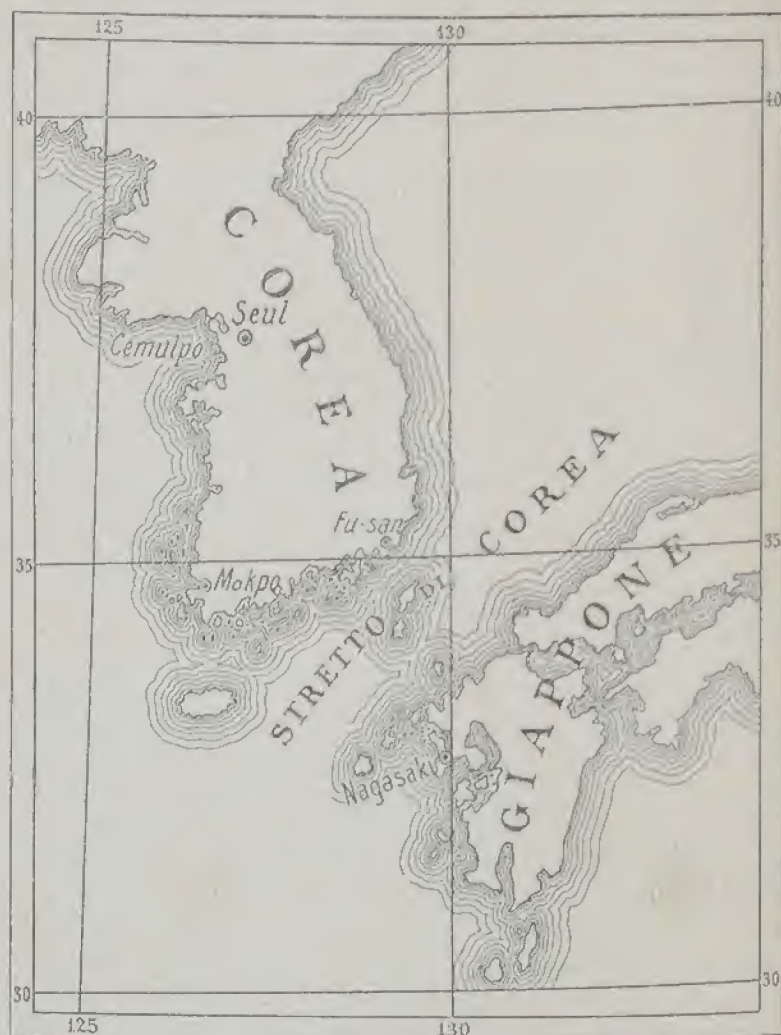 125 130
40 40
COREA
Seul
Cemulpo
Fu-san
STRETTO DI COREA
35 35
Mokpo
GIAPPONE
Nagasaku
30 30
125 130